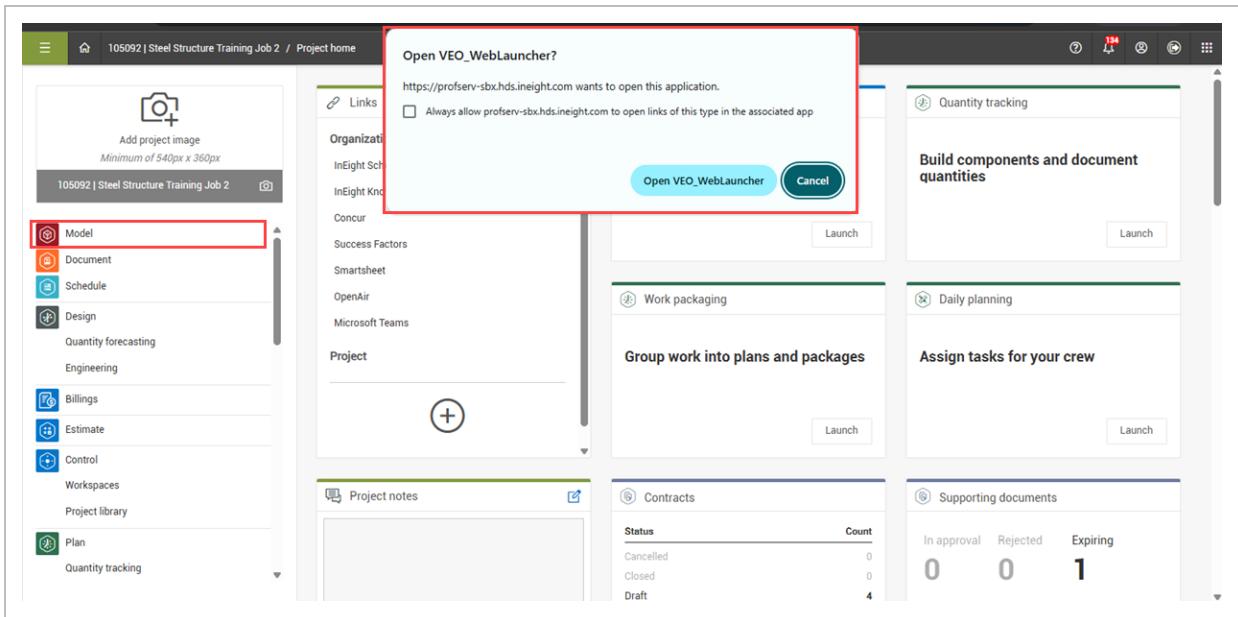 105092 | Steel Structure Training Job 2 / Project home
134
Open VEO_WebLauncher?
https://profserv-sbx.hds.ineight.com wants to open this application.
Always allow profserv-sbx.hds.ineight.com to open links of this type in the associated app
Open VEO_WebLauncher
Cancel
Add project image
Minimum of 540px x 360px
105092 | Steel Structure Training Job 2
Model
Document
Schedule
Design
Quantity forecasting
Engineering
Billings
Estimate
Control
Workspaces
Project library
Plan
Quantity tracking
Links
Organizati
InEight Sch
InEight Kno
Concur
Success Factors
Smartsheet
OpenAir
Microsoft Teams
Project
Launch
Quantity tracking
Build components and document
quantities
Launch
Work packaging
Group work into plans and packages
Launch
Daily planning
Assign tasks for your crew
Launch
Project notes
Contracts
Status Count
Cancelled 0
Closed 0
Draft 4
Supporting documents
In approval Rejected Expiring
0 0 1